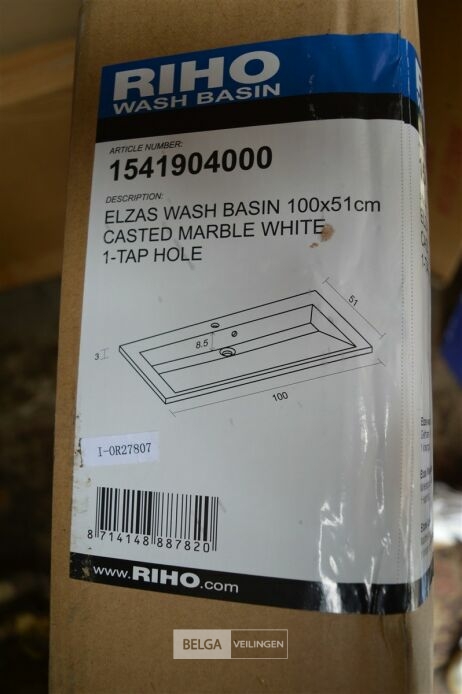 RIHO
WASH BASIN
ARTICLE NUMBER:
1541904000
DESCRIPTION:
ELZAS WASH BASIN 100x51cm
CASTED MARBLE WHITE
1-TAP HOLE
51
8.5
3
100
I-OR27807
8 714148 887820
www.RIHO.com
BELGA VEILINGEN